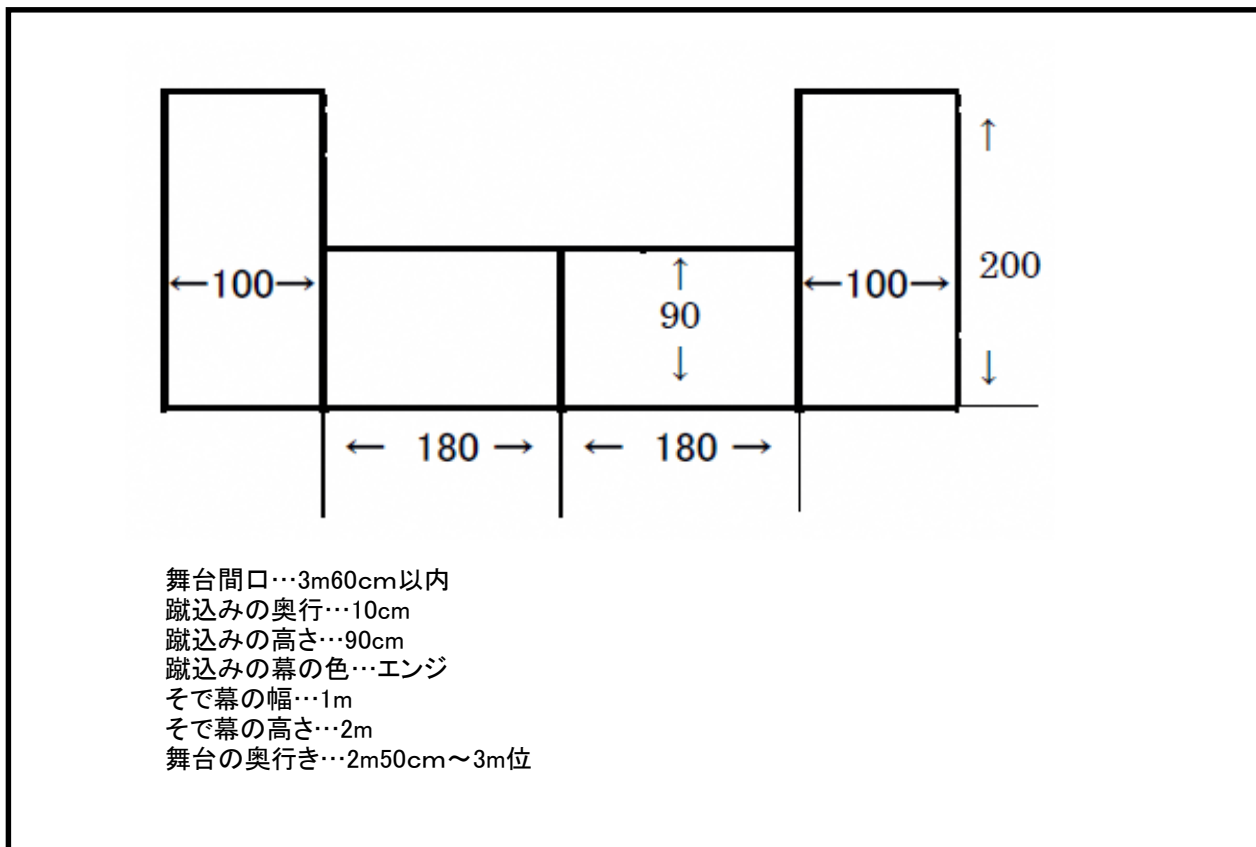 ↑
200
↓
←100→
↑
90
↓
←100→
← 180 →
← 180 →
舞台間口…3m60cm以内
蹴込みの奥行…10cm
蹴込みの高さ…90cm
蹴込みの幕の色…エンジ
そで幕の幅…1m
そで幕の高さ…2m
舞台の奥行き…2m50cm～3m位